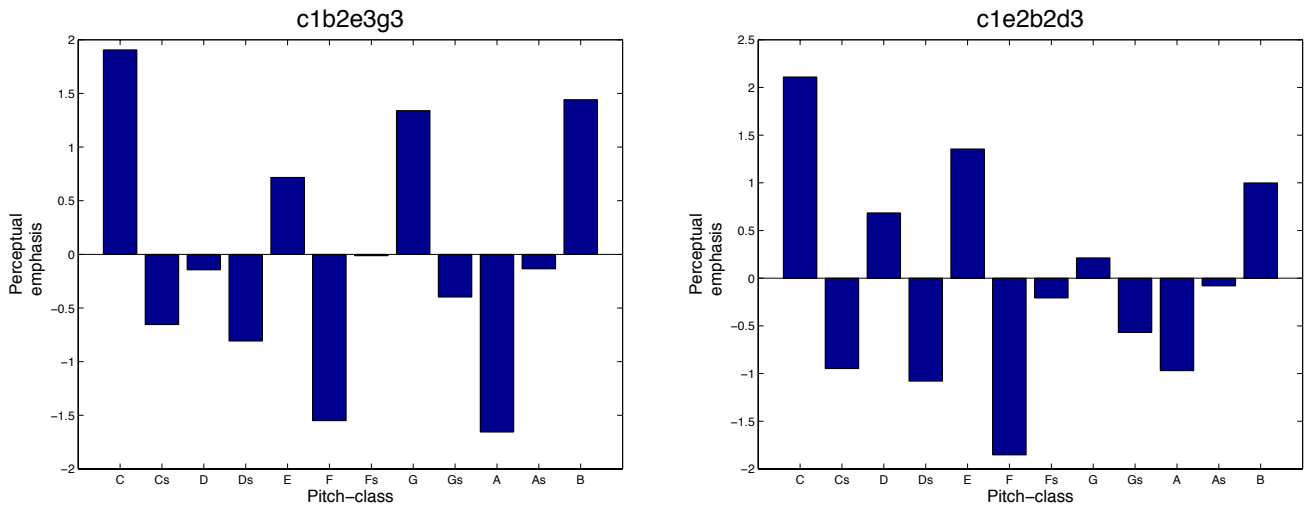 c1b2e3g3
2
1.5
1
0.5
0
−0.5
−1
−1.5
−2
Perceptual
emphasis
C Cs D Ds E F Fs G Gs A As B
Pitch−class
c1e2b2d3
2.5
2
1.5
1
0.5
0
−0.5
−1
−1.5
−2
Perceptual
emphasis
C Cs D Ds E F Fs G Gs A As B
Pitch−class